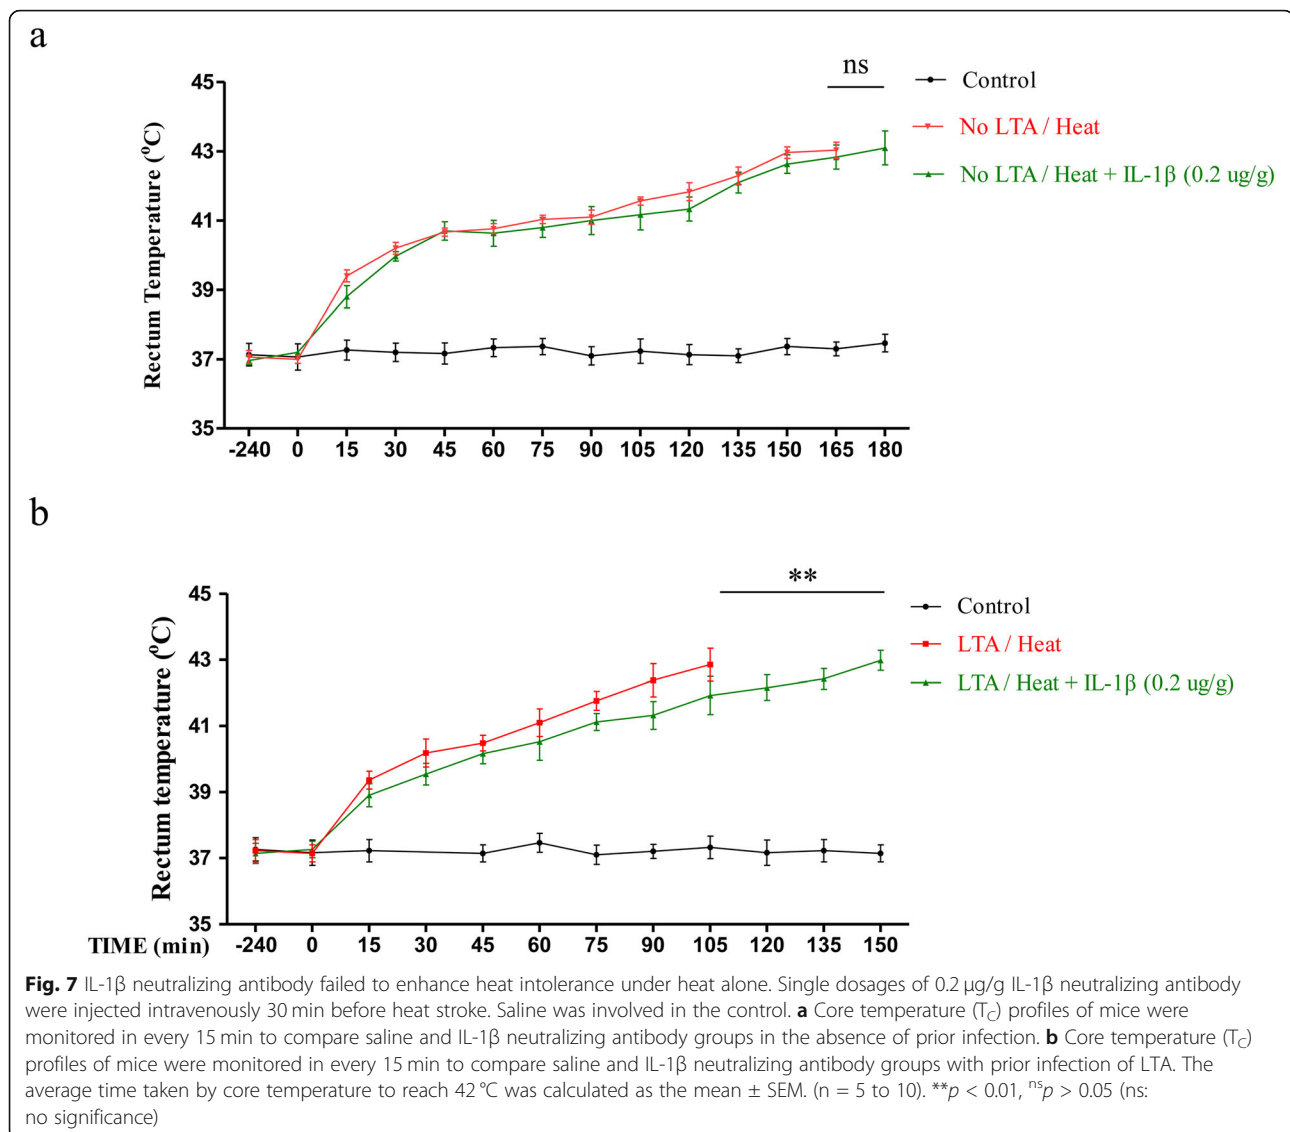 a
ns
Control
No LTA / Heat
No LTA / Heat + IL-1β (0.2 ug/g)
Rectum Temperature (⁰C)
45
43
41
39
37
35
-240 0 15 30 45 60 75 90 105 120 135 150 165 180
b
**
Control
LTA / Heat
LTA / Heat + IL-1β (0.2 ug/g)
Rectum temperature (⁰C)
45
43
41
39
37
35
TIME (min) -240 0 15 30 45 60 75 90 105 120 135 150
Fig. 7 IL-1β neutralizing antibody failed to enhance heat intolerance under heat alone. Single dosages of 0.2 μg/g IL-1β neutralizing antibody
were injected intravenously 30 min before heat stroke. Saline was involved in the control. a Core temperature (TC) profiles of mice were
monitored in every 15 min to compare saline and IL-1β neutralizing antibody groups in the absence of prior infection. b Core temperature (TC)
profiles of mice were monitored in every 15 min to compare saline and IL-1β neutralizing antibody groups with prior infection of LTA. The
average time taken by core temperature to reach 42 °C was calculated as the mean ± SEM. (n = 5 to 10). **p < 0.01, nsp > 0.05 (ns:
no significance)